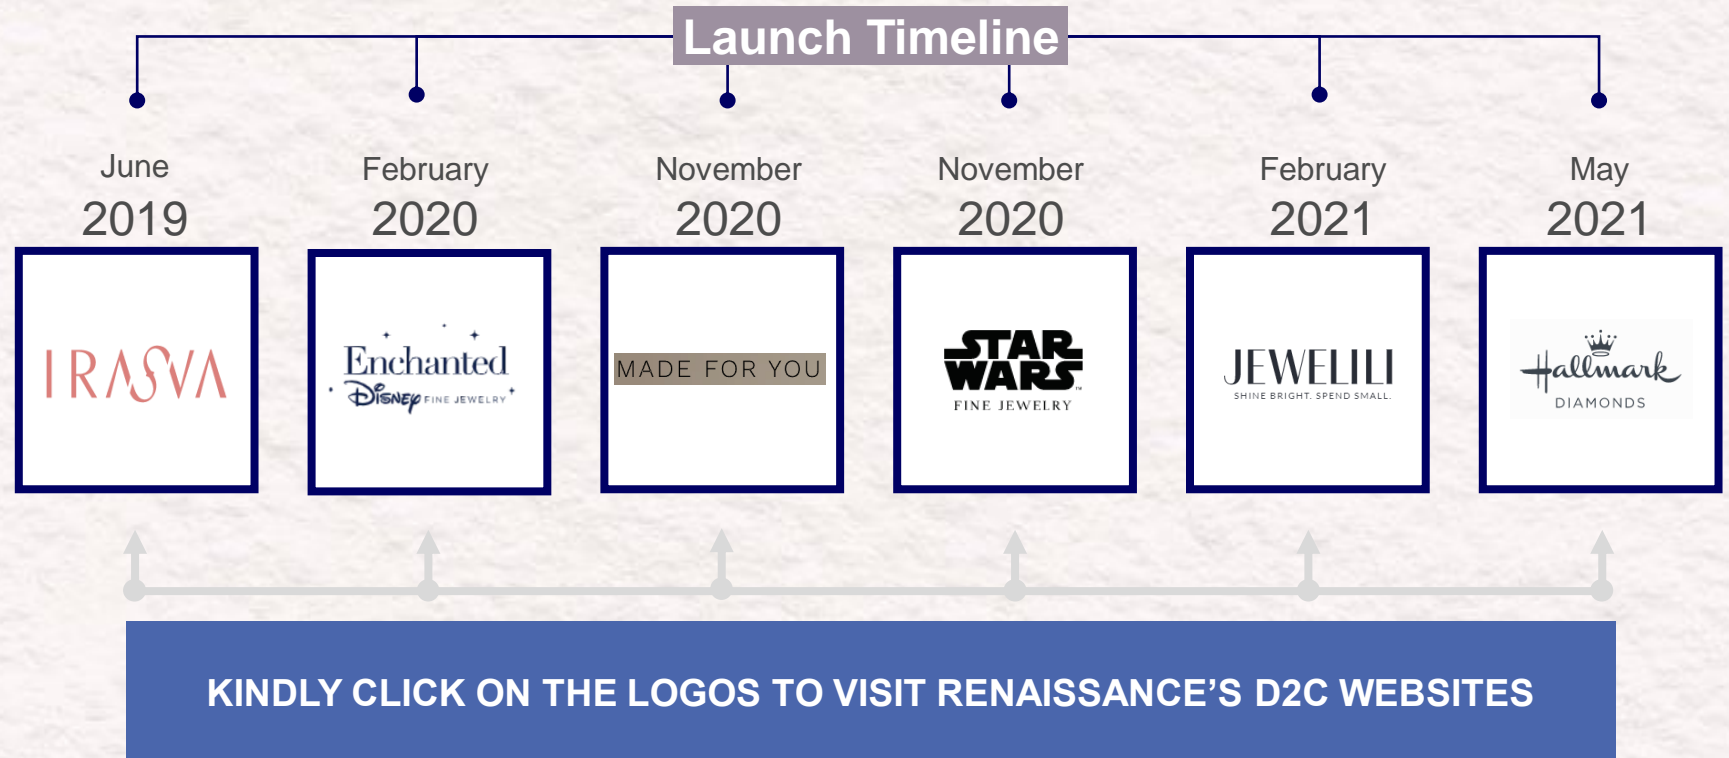 Launch Timeline
June
2019
February
2020
November
2020
November
2020
February
2021
May
2021
IRASVA
Enchanted
Disney FINE JEWELRY
MADE FOR YOU
STAR
WARS
™
FINE JEWELRY
JEWELILI
SHINE BRIGHT. SPEND SMALL.
Hallmark
DIAMONDS
KINDLY CLICK ON THE LOGOS TO VISIT RENAISSANCE’S D2C WEBSITES